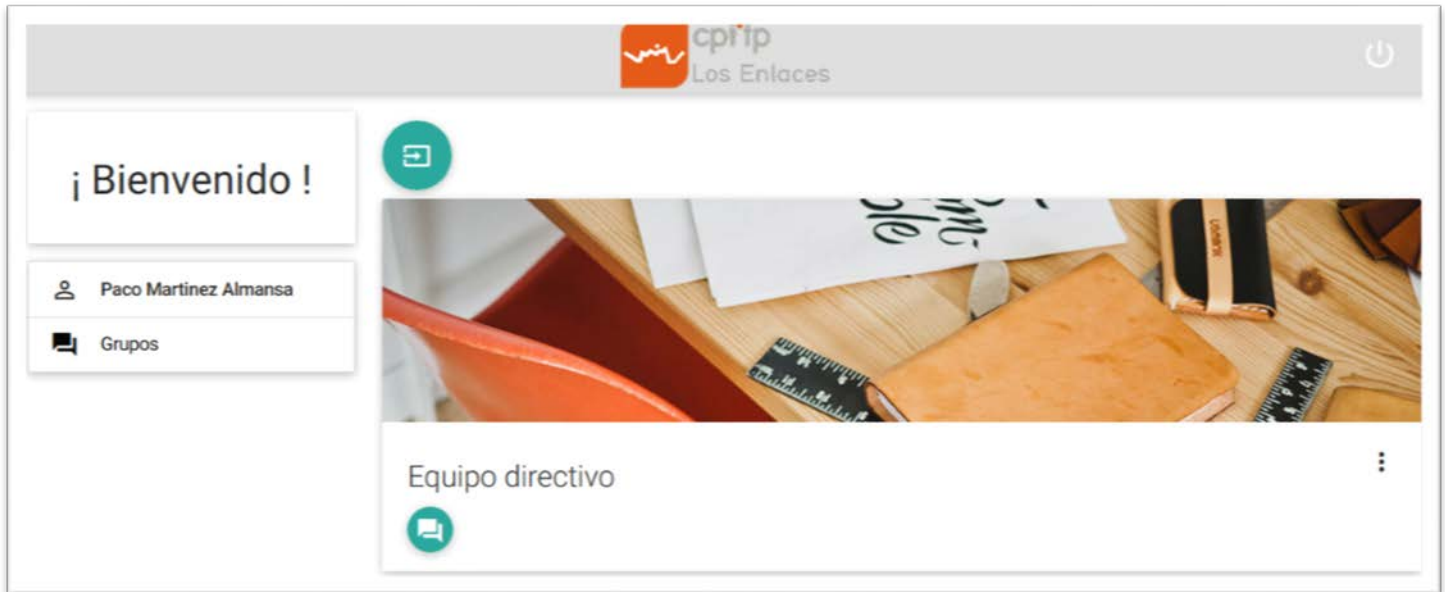 cpifp
Los Enlaces
¡ Bienvenido !
Paco Martinez Almansa
Grupos
Equipo directivo